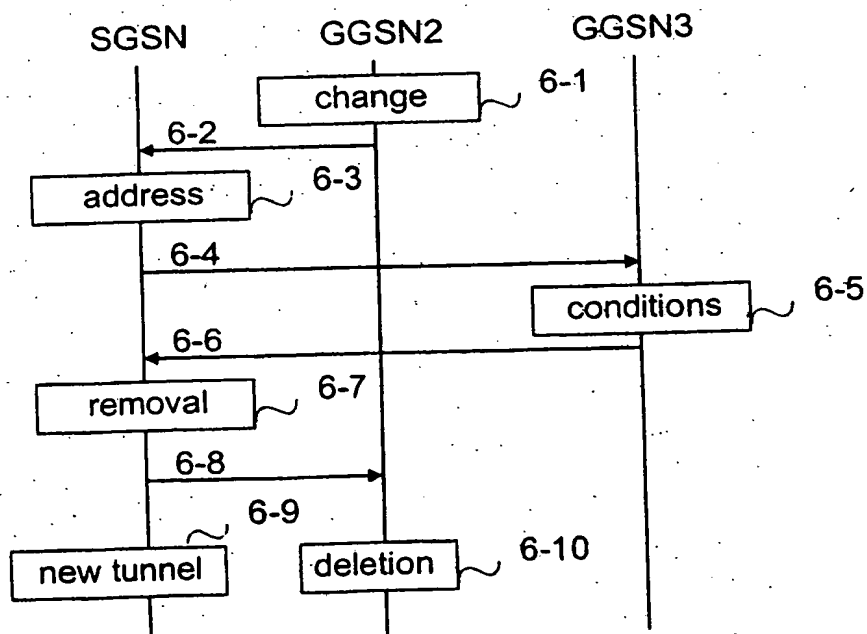 SGSN
GGSN2
GGSN3
change
6-1
6-2
address
6-3
6-4
conditions
6-5
6-6
removal
6-7
6-8
6-9
new tunnel
deletion
6-10